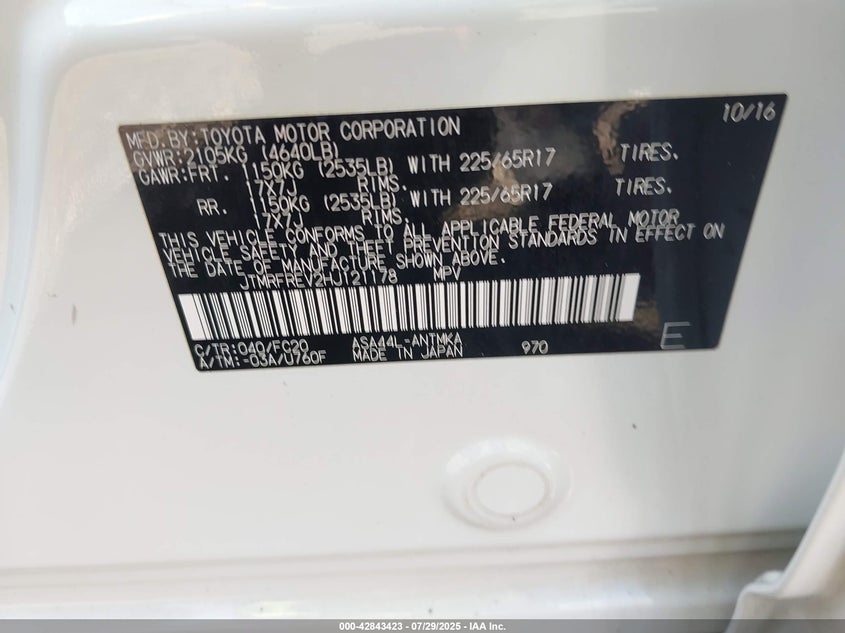 10/16
MFD.BY:TOYOTA MOTOR CORPORATION
GVWR:2105KG (4640LB)
GAWR:FRT. 1150KG (2535LB) WITH 225/65R17 TIRES.
17X7J RIMS.
RR. 1150KG (2535LB) WITH 225/65R17 TIRES.
17X7J RIMS.
THIS VEHICLE CONFORMS TO ALL APPLICABLE FEDERAL MOTOR
VEHICLE SAFETY AND THEFT PREVENTION STANDARDS IN EFFECT ON
THE DATE OF MANUFACTURE SHOWN ABOVE.
JTMRFREV2HJ121178 MPV
C/TR:040/FC20 ASA44L-ANTMKA
A/TM:-03A/U760F MADE IN JAPAN 970 E
000-42843423 - 07/29/2025 - IAA Inc.